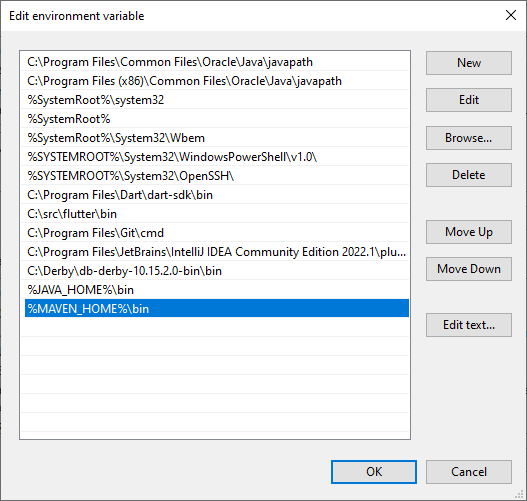 Edit environment variable
C:\Program Files\Common Files\Oracle\Java\javapath
C:\Program Files (x86)\Common Files\Oracle\Java\javapath
%SystemRoot%\system32
%SystemRoot%
%SystemRoot%\System32\Wbem
%SYSTEMROOT%\System32\WindowsPowerShell\v1.0\
%SYSTEMROOT%\System32\OpenSSH\
C:\Program Files\Dart\dart-sdk\bin
C:\src\flutter\bin
C:\Program Files\Git\cmd
C:\Program Files\JetBrains\IntelliJ IDEA Community Edition 2022.1\plu...
C:\Derby\db-derby-10.15.2.0-bin\bin
%JAVA_HOME%\bin
%MAVEN_HOME%\bin
New
Edit
Browse...
Delete
Move Up
Move Down
Edit text...
OK
Cancel